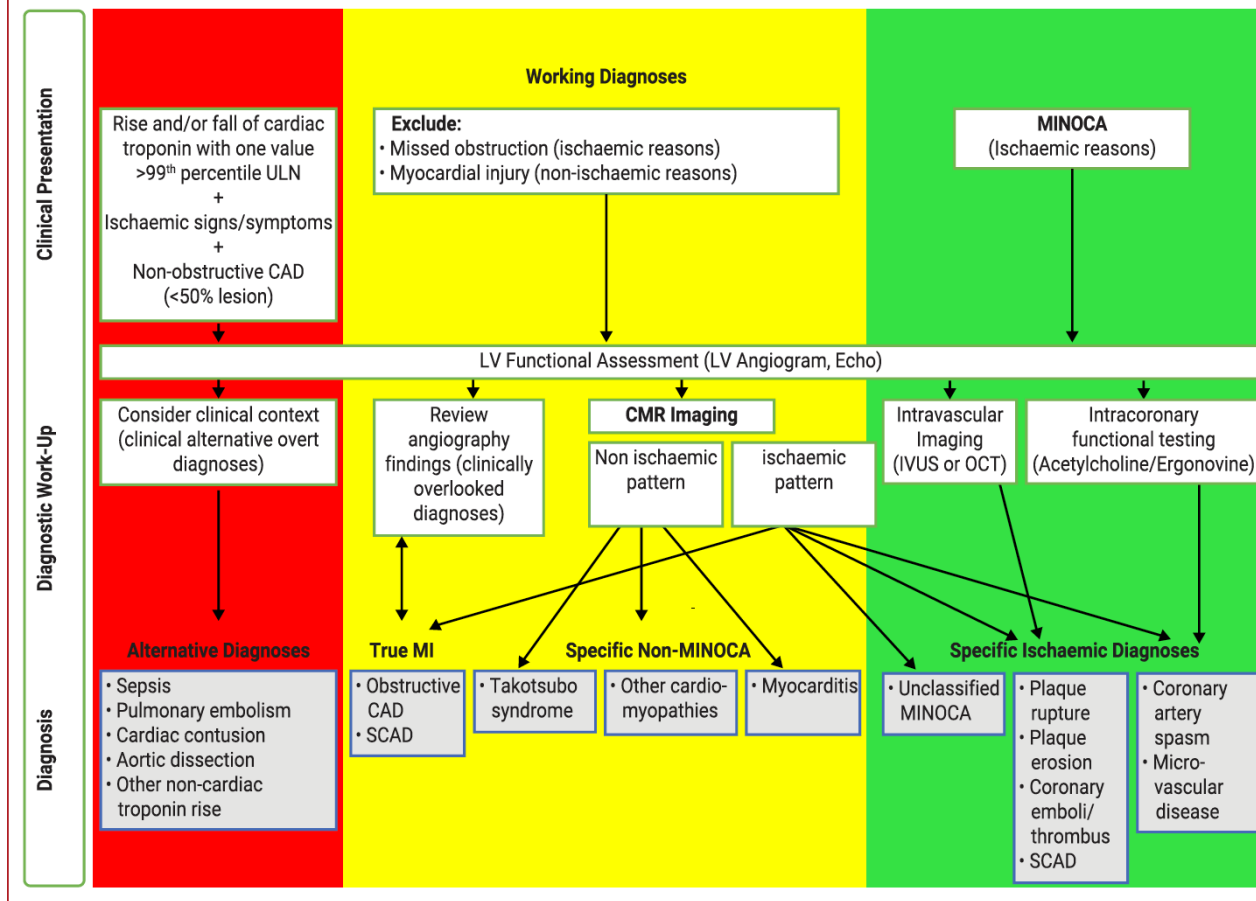 Clinical Presentation
Working Diagnoses
Rise and/or fall of cardiac
troponin with one value
>99th percentile ULN
+
Ischaemic signs/symptoms
+
Non-obstructive CAD
(<50% lesion)
Exclude:
• Missed obstruction (ischaemic reasons)
• Myocardial injury (non-ischaemic reasons)
MINOCA
(Ischaemic reasons)
LV Functional Assessment (LV Angiogram, Echo)
Diagnostic Work-Up
Consider clinical context
(clinical alternative overt
diagnoses)
Review
angiography
findings (clinically
overlooked
diagnoses)
CMR Imaging
Non ischaemic
pattern
ischaemic
pattern
Intravascular
Imaging
(IVUS or OCT)
Intracoronary
functional testing
(Acetylcholine/Ergonovine)
Diagnosis
Alternative Diagnoses
• Sepsis
• Pulmonary embolism
• Cardiac contusion
• Aortic dissection
• Other non-cardiac
troponin rise
True MI
• Obstructive
CAD
• SCAD
Specific Non-MINOCA
• Takotsubo
syndrome
• Other cardio-
myopathies
• Myocarditis
Specific Ischaemic Diagnoses
• Unclassified
MINOCA
• Plaque
rupture
• Plaque
erosion
• Coronary
emboli/
thrombus
• SCAD
• Coronary
artery
spasm
• Micro-
vascular
disease